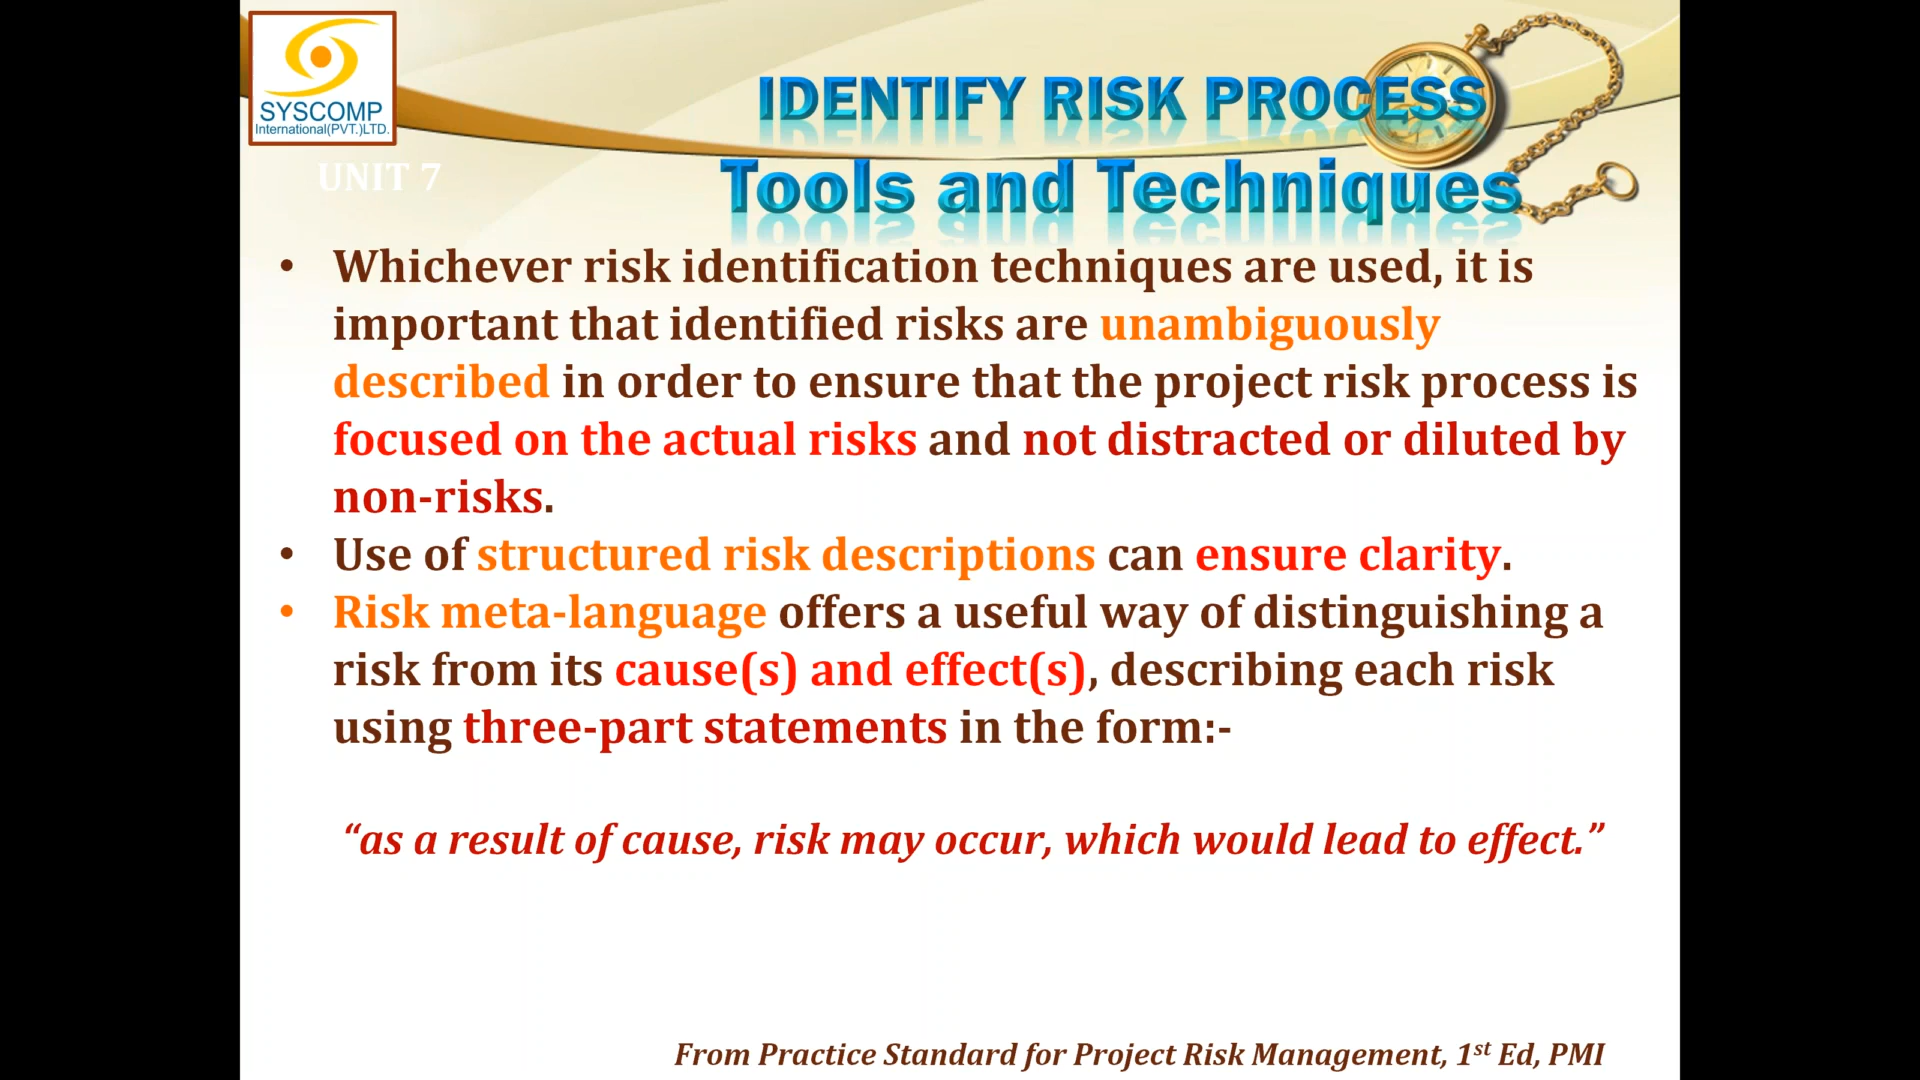 SYSCOMP
International(PVT.)LTD.
UNIT 7
IDENTIFY RISK PROCESS
Tools and Techniques
• Whichever risk identification techniques are used, it is
important that identified risks are unambiguously
described in order to ensure that the project risk process is
focused on the actual risks and not distracted or diluted by
non-risks.
• Use of structured risk descriptions can ensure clarity.
• Risk meta-language offers a useful way of distinguishing a
risk from its cause(s) and effect(s), describing each risk
using three-part statements in the form:-
“as a result of cause, risk may occur, which would lead to effect.”
From Practice Standard for Project Risk Management, 1st Ed, PMI